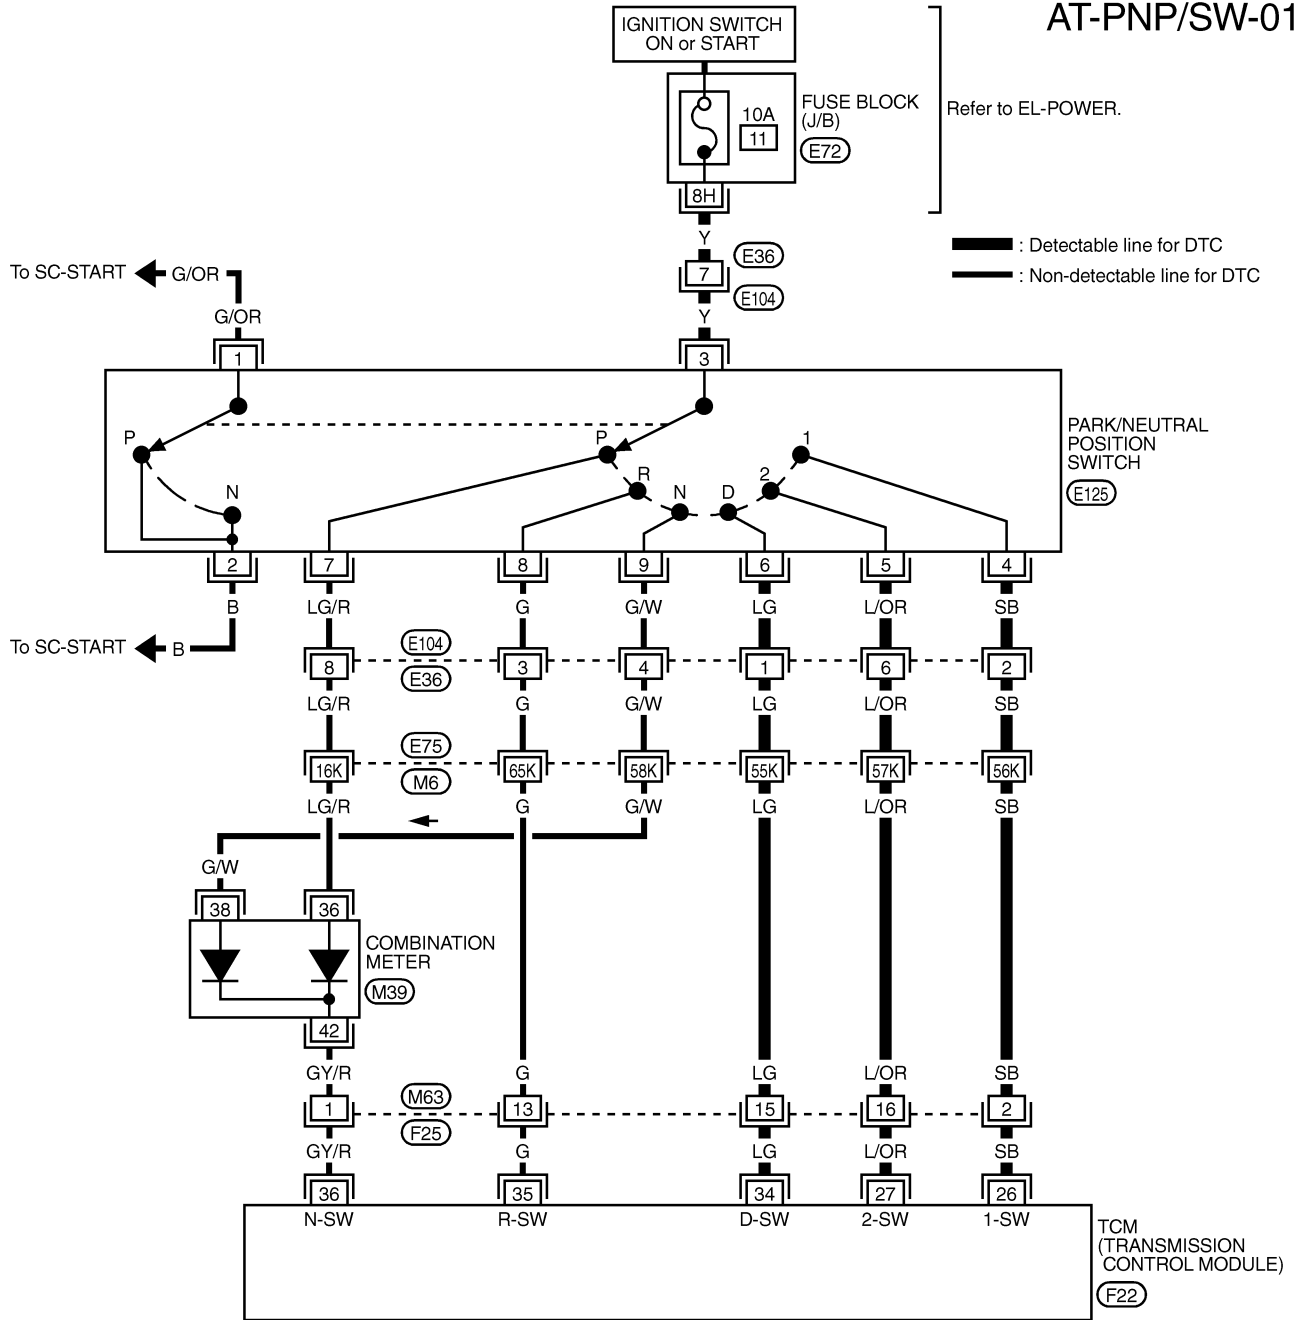 AT-PNP/SW-01
IGNITION SWITCH
ON or START
FUSE BLOCK
(J/B)
10A
11
E72
Refer to EL-POWER.
8H
Y
E36
7
E104
Y
: Detectable line for DTC
: Non-detectable line for DTC
To SC-START
G/OR
G/OR
1
3
PARK/NEUTRAL
POSITION
SWITCH
E125
P
N
P
R
N
D
2
1
2
7
8
9
6
5
4
B
LG/R
G
G/W
LG
L/OR
SB
To SC-START
B
E104
E36
8
3
4
1
6
2
LG/R
G
G/W
LG
L/OR
SB
E75
M6
16K
65K
58K
55K
57K
56K
LG/R
G
G/W
LG
L/OR
SB
G/W
38
36
COMBINATION
METER
M39
42
GY/R
G
LG
L/OR
SB
M63
F25
1
13
15
16
2
GY/R
G
LG
L/OR
SB
36
35
34
27
26
N-SW
R-SW
D-SW
2-SW
1-SW
TCM
(TRANSMISSION
CONTROL MODULE)
F22